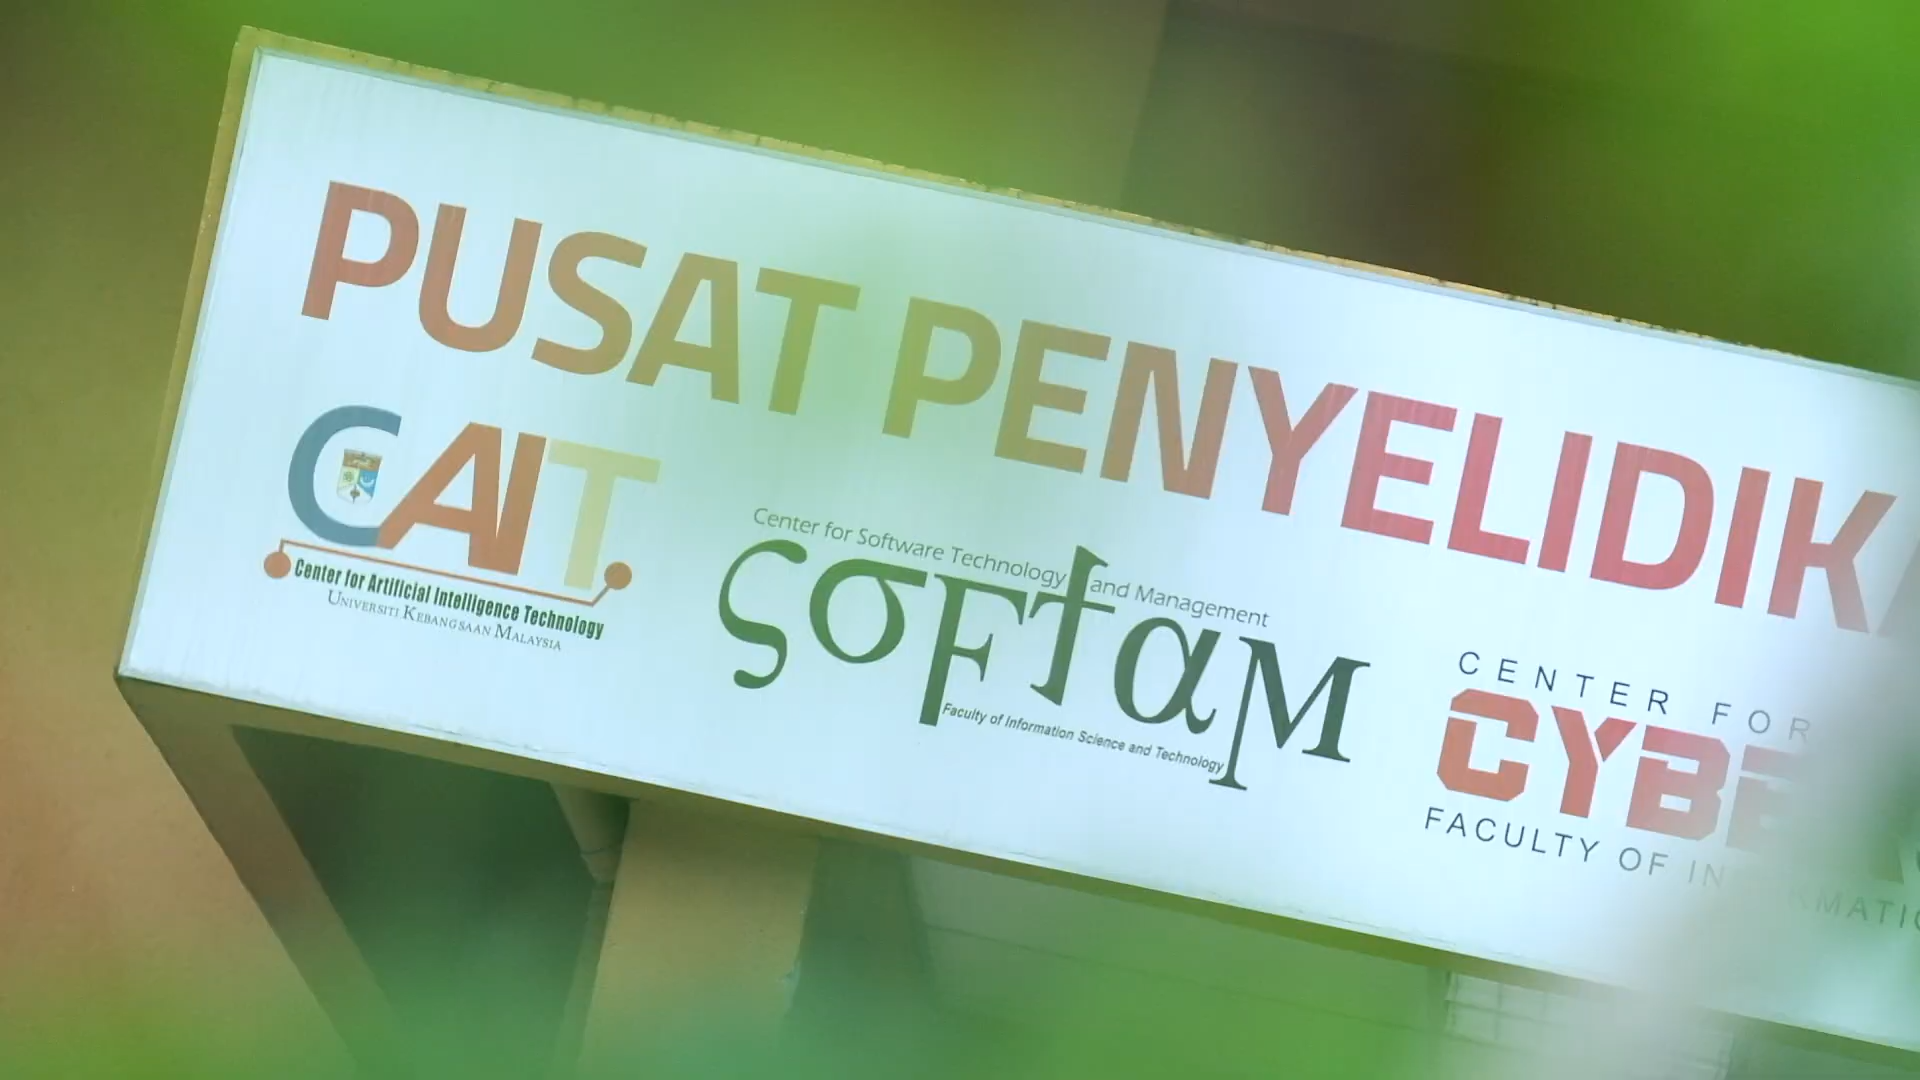 PUSAT PENYELIDIK
CAIT
Center for Artificial Intelligence Technology
UNIVERSITI KEBANGSAAN MALAYSIA
Center for Software Technology and Management
SOFTAM
Faculty of Information Science and Technology
CENTER FOR
CYBE
FACULTY OF